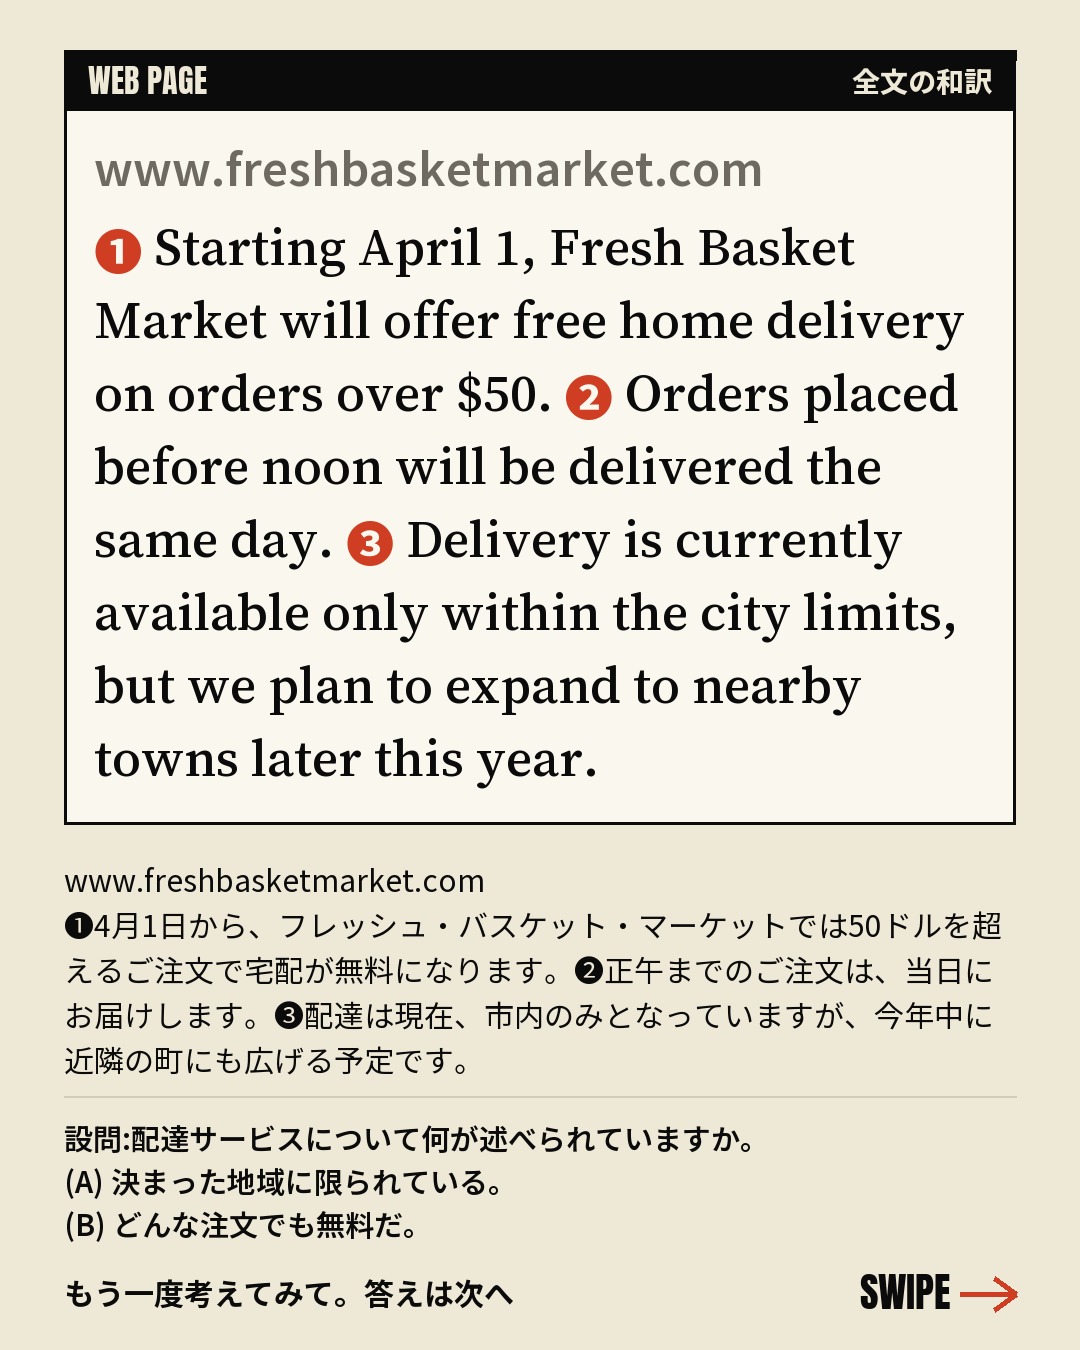 WEB PAGE
全文の和訳
www.freshbasketmarket.com
❶ Starting April 1, Fresh Basket
Market will offer free home delivery
on orders over $50. ❷ Orders placed
before noon will be delivered the
same day. ❸ Delivery is currently
available only within the city limits,
but we plan to expand to nearby
towns later this year.
www.freshbasketmarket.com
❶4月1日から、フレッシュ・バスケット・マーケットでは50ドルを超
えるご注文で宅配が無料になります。❷正午までのご注文は、当日に
お届けします。❸配達は現在、市内のみとなっていますが、今年中に
近隣の町にも広げる予定です。
設問:配達サービスについて何が述べられていますか。
(A) 決まった地域に限られている。
(B) どんな注文でも無料だ。
もう一度考えてみて。答えは次へ
SWIPE